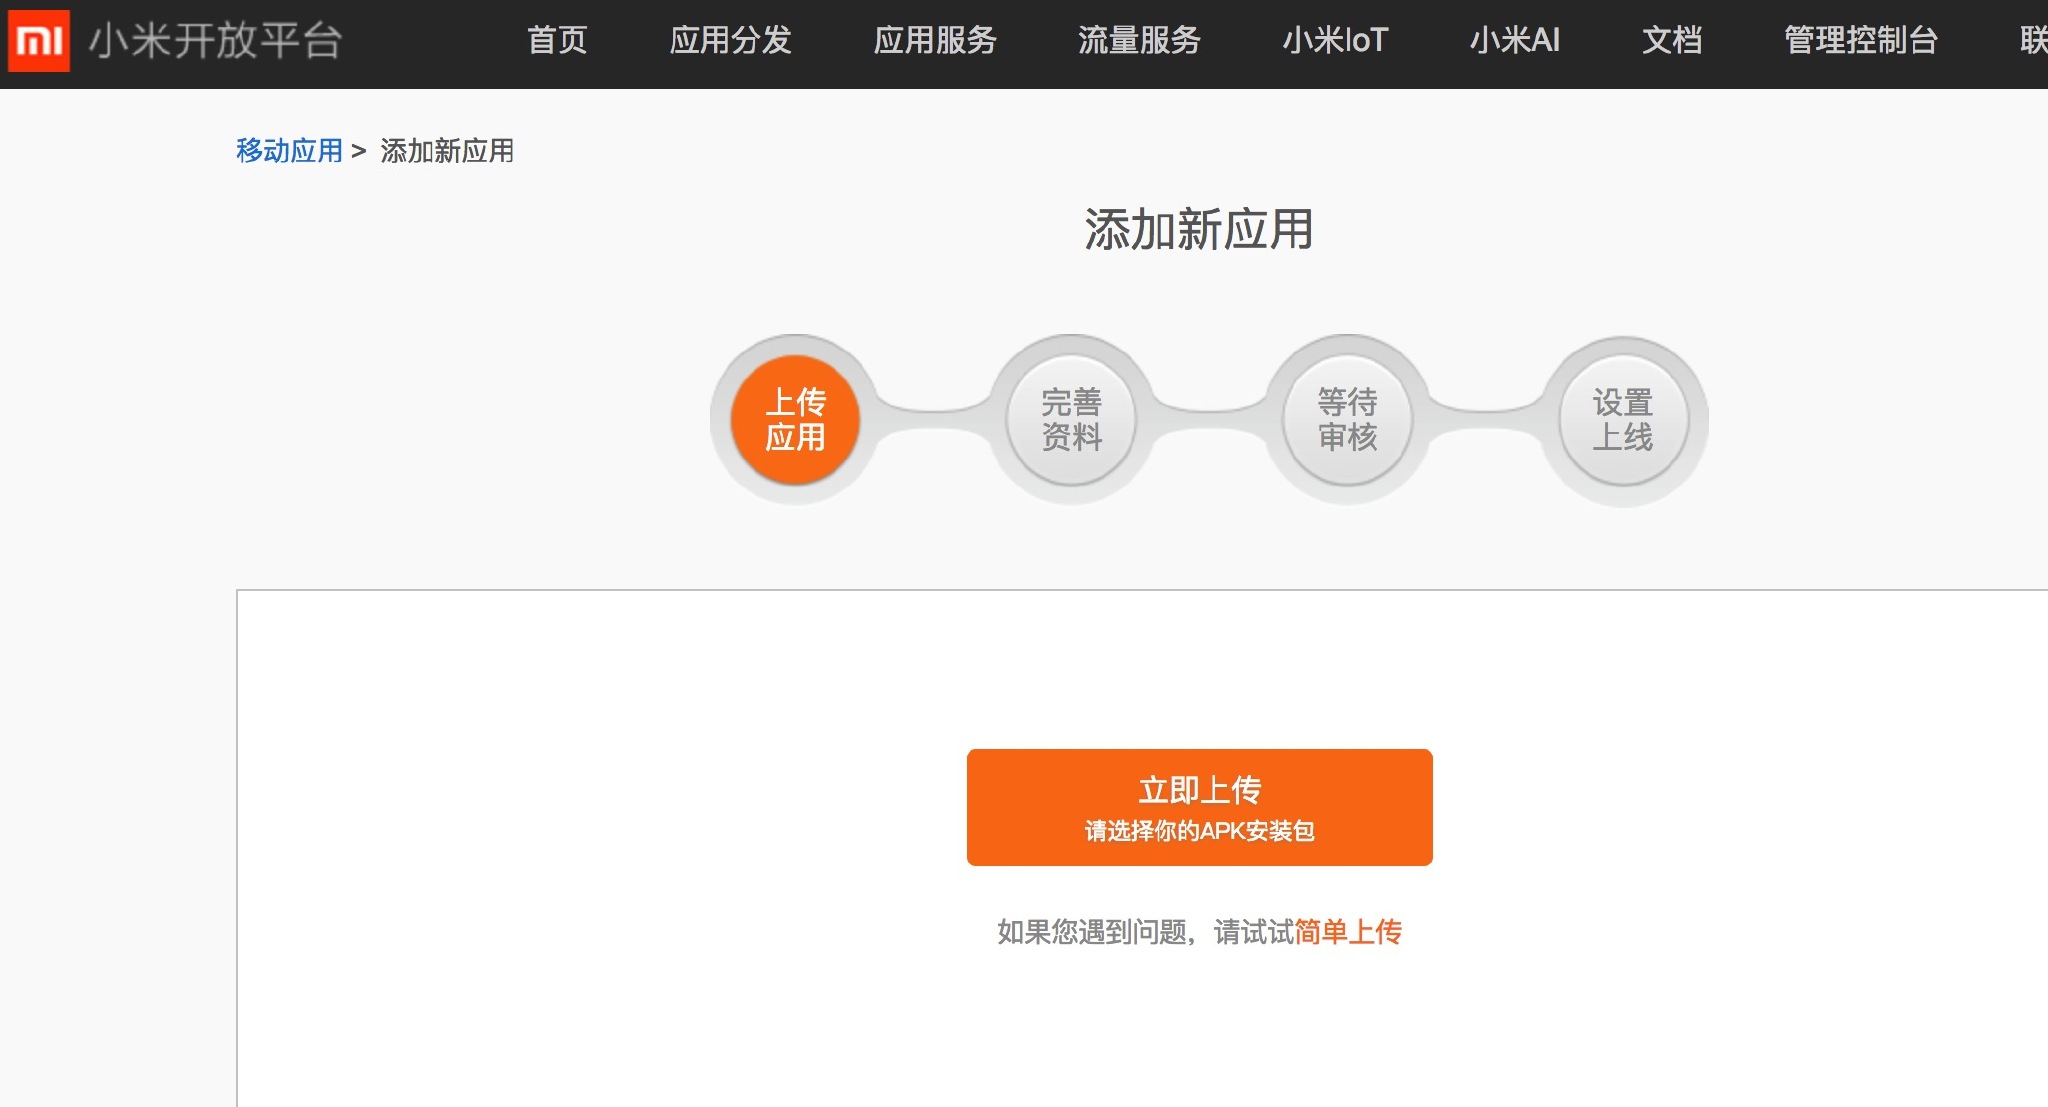 小米开放平台 首页 应用分发 应用服务 流量服务 小米IoT 小米AI 文档 管理控制台 联
移动应用 > 添加新应用
添加新应用
上传 完善 等待 设置
应用 资料 审核 上线
立即上传
请选择你的APK安装包
如果您遇到问题，请试试简单上传